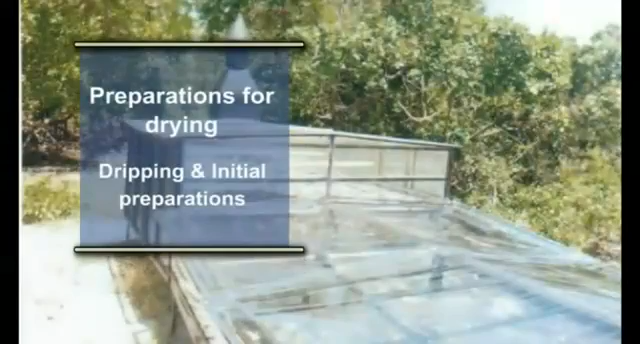 Preparations for
drying
Dripping & Initial
preparations